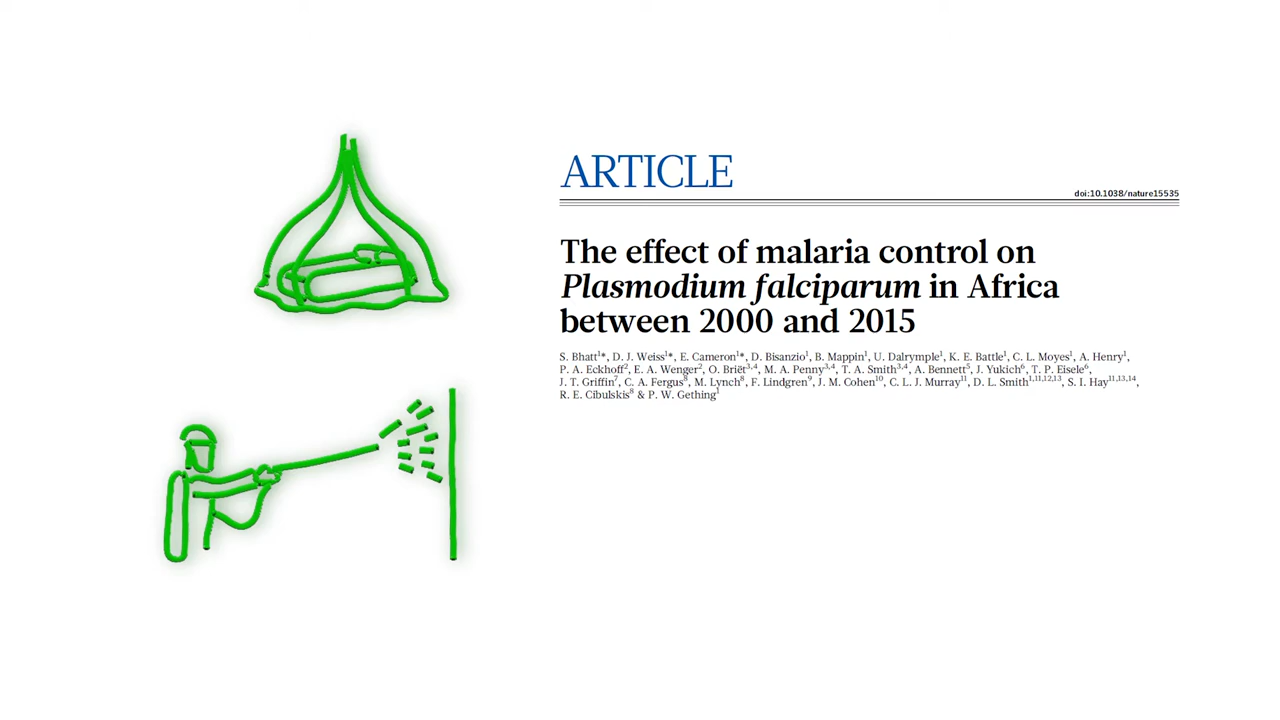 ARTICLE
doi:10.1038/nature15535
The effect of malaria control on
Plasmodium falciparum in Africa
between 2000 and 2015
S. Bhatt1*, D. J. Weiss1*, E. Cameron1*, D. Bisanzio1, B. Mappin1, U. Dalrymple1, K. E. Battle1, C. L. Moyes1, A. Henry1,
P. A. Eckhoff2, E. A. Wenger2, O. Briët3,4, M. A. Penny3,4, T. A. Smith3,4, A. Bennett5, J. Yukich6, T. P. Eisele6,
J. T. Griffin7, C. A. Fergus8, M. Lynch8, F. Lindgren9, J. M. Cohen10, C. L. J. Murray11, D. L. Smith1,11,12,13, S. I. Hay11,13,14,
R. E. Cibulskis8 & P. W. Gething1